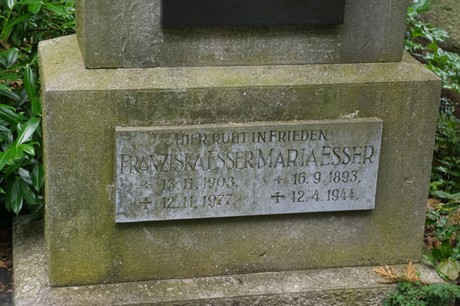 HIER RUHT IN FRIEDEN
FRANZISKA ESSER MARIA ESSER
* 13.11.1903. * 16.9.1893.
✝ 12.11.1977. ✝ 12.4.1944.